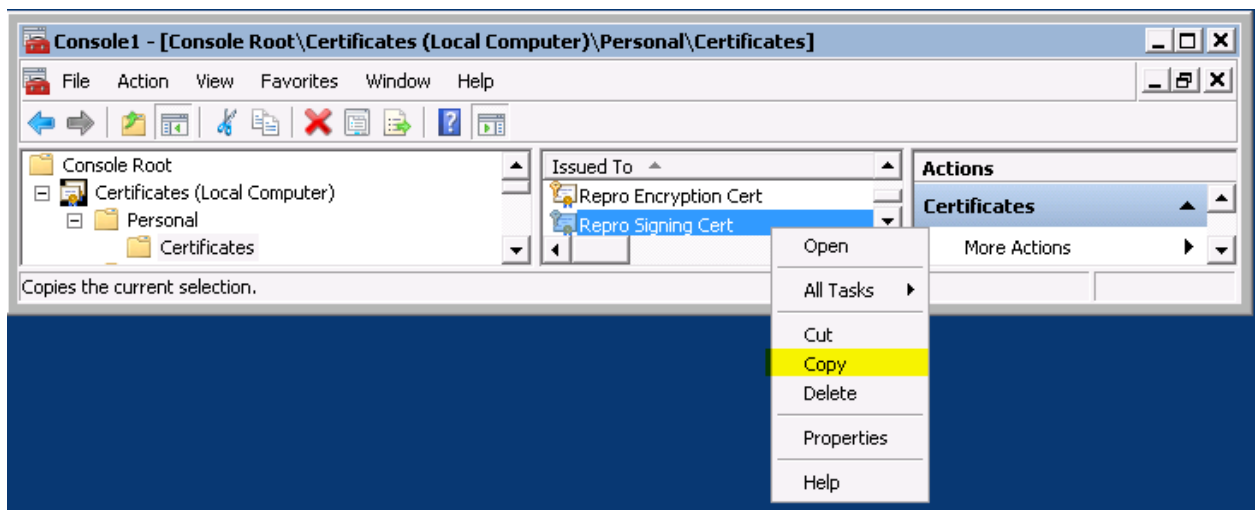 Console1 - [Console Root\Certificates (Local Computer)\Personal\Certificates]
File Action View Favorites Window Help
Console Root
Certificates (Local Computer)
Personal
Certificates
Issued To
Repro Encryption Cert
Repro Signing Cert
Actions
Certificates
More Actions
Copies the current selection.
Open
All Tasks
Cut
Copy
Delete
Properties
Help